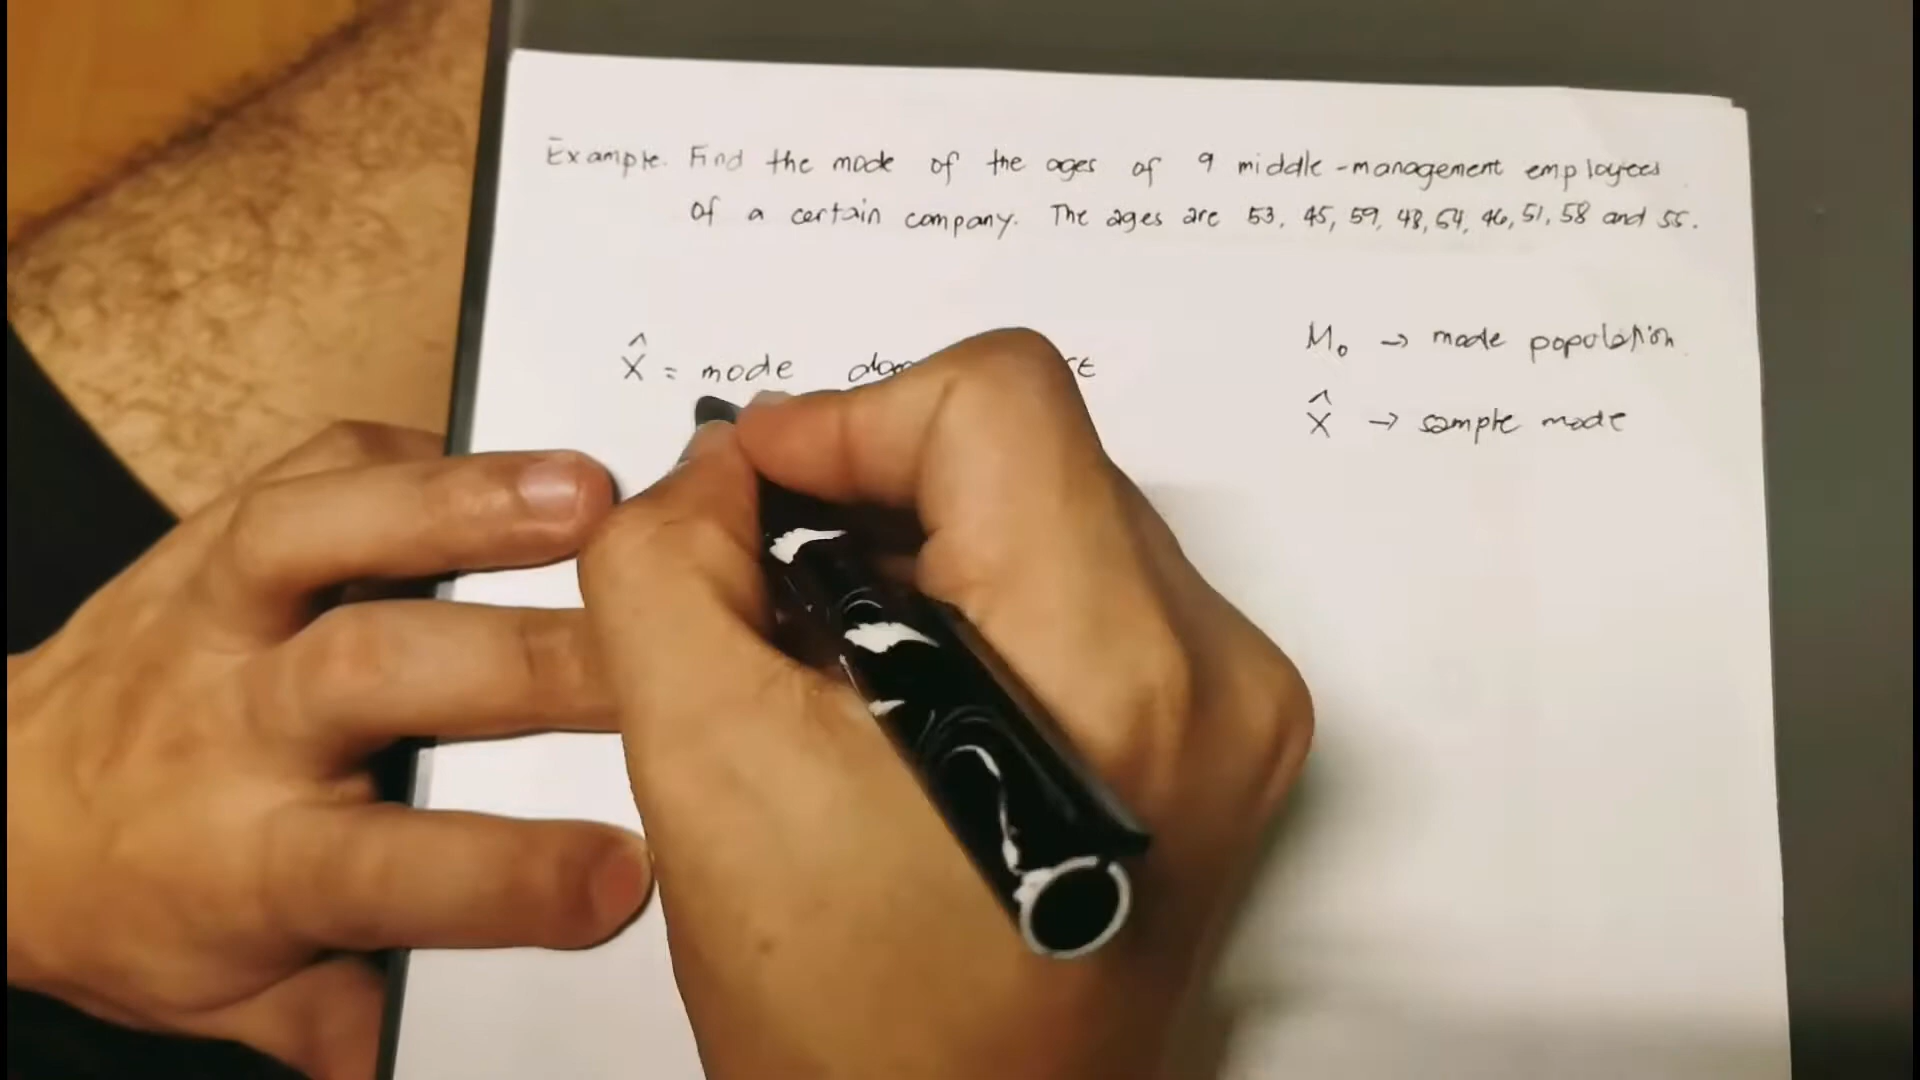 Example. Find the mode of the ages of 9 middle-management employees
of a certain company. The ages are 53, 45, 59, 48, 54, 46, 51, 58 and 55.
X̂ = mode
M₀ → mode population
X̂ → sample mode